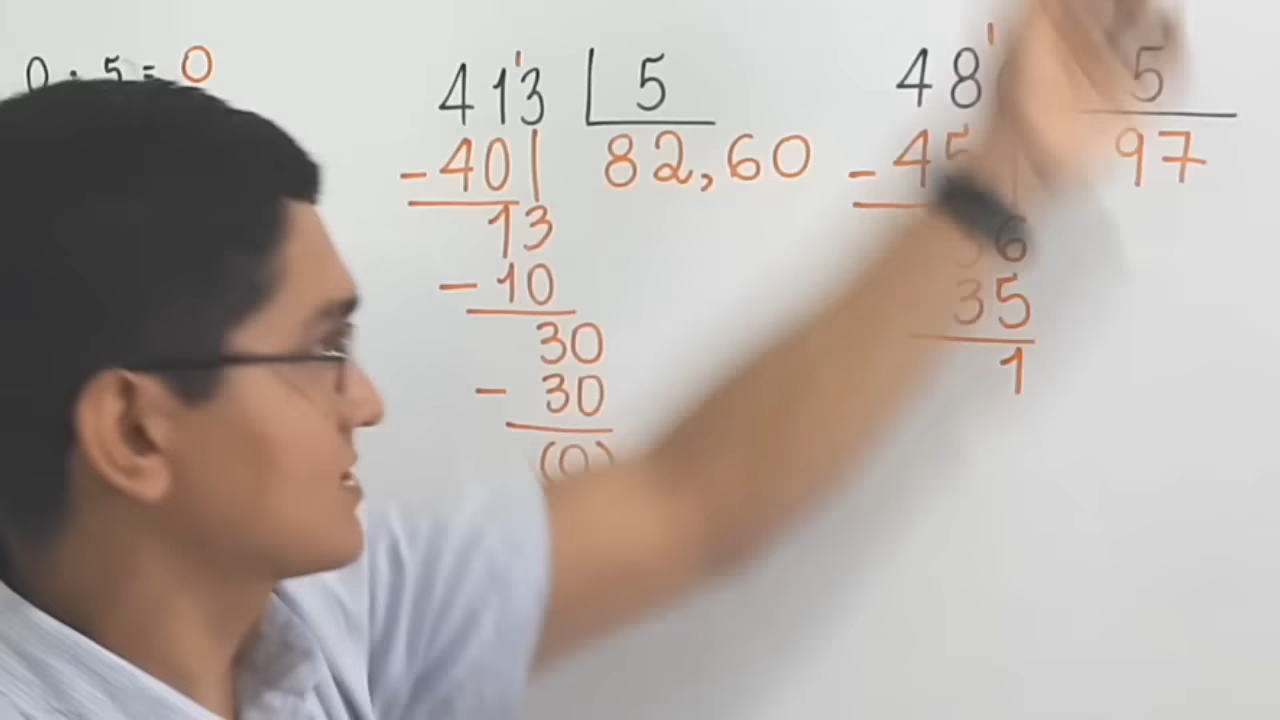 0 · 5 = 0
413 | 5
- 40 82,60
13
- 10
30
- 30
(0)
48 5
- 45 97
36
35
1